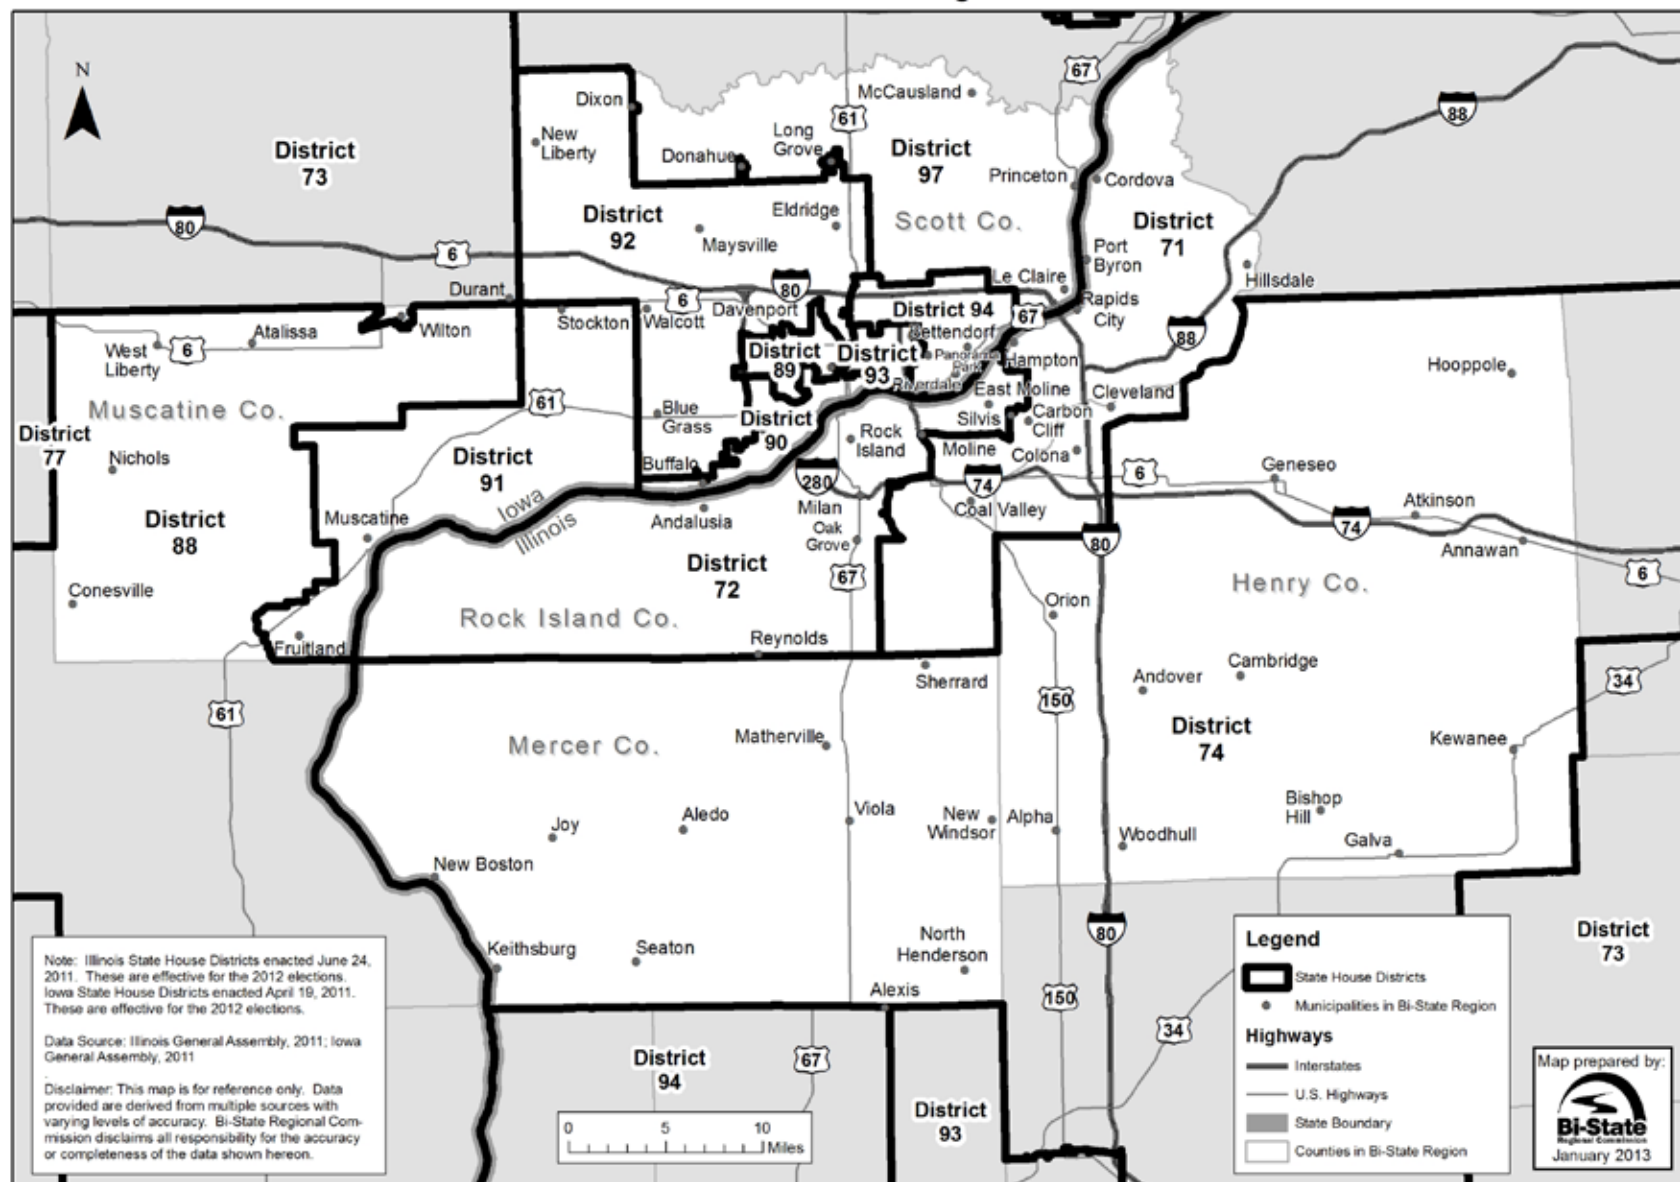 N
District
73
Dixon
New
Liberty
Donahue
Long
Grove
61
McCausland
67
District
97
Princeton
Cordova
88
80
6
District
92
Maysville
Eldridge
Scott Co.
District
71
Port
Byron
Hillsdale
Durant
Stockton
Walcott
6
80
Davenport
Le Claire
District 94
67
Rapids
City
88
West
Liberty
6
Atalissa
Wilton
District
89
District
93
Bettendorf
Panorama
Park
Riverdale
Hampton
East Moline
Cleveland
Hooppole
Muscatine Co.
61
Blue
Grass
District
90
Rock
Island
Silvis
Carbon
Cliff
Moline
Colona
District
77
Nichols
District
91
Buffalo
280
74
6
Geneseo
Atkinson
Iowa
Illinois
Muscatine
Andalusia
Milan
Oak
Grove
Coal Valley
80
74
Annawan
6
District
88
Conesville
District
72
67
Henry Co.
Orion
Rock Island Co.
Reynolds
Fruitland
Sherrard
Andover
Cambridge
34
61
150
District
74
Kewanee
Mercer Co.
Matherville
Joy
Aledo
Viola
New
Windsor
Alpha
Woodhull
Bishop
Hill
Galva
New Boston
Keithsburg
Seaton
North
Henderson
80
Alexis
150
34
District
73
District
94
67
District
93
Note: Illinois State House Districts enacted June 24,
2011. These are effective for the 2012 elections.
Iowa State House Districts enacted April 19, 2011.
These are effective for the 2012 elections.
Data Source: Illinois General Assembly, 2011; Iowa
General Assembly, 2011
Disclaimer: This map is for reference only. Data
provided are derived from multiple sources with
varying levels of accuracy. Bi-State Regional Com-
mission disclaims all responsibility for the accuracy
or completeness of the data shown hereon.
0 5 10
Miles
Legend
State House Districts
Municipalities in Bi-State Region
Highways
Interstates
U.S. Highways
State Boundary
Counties in Bi-State Region
Map prepared by:
Bi-State
Regional Commission
January 2013